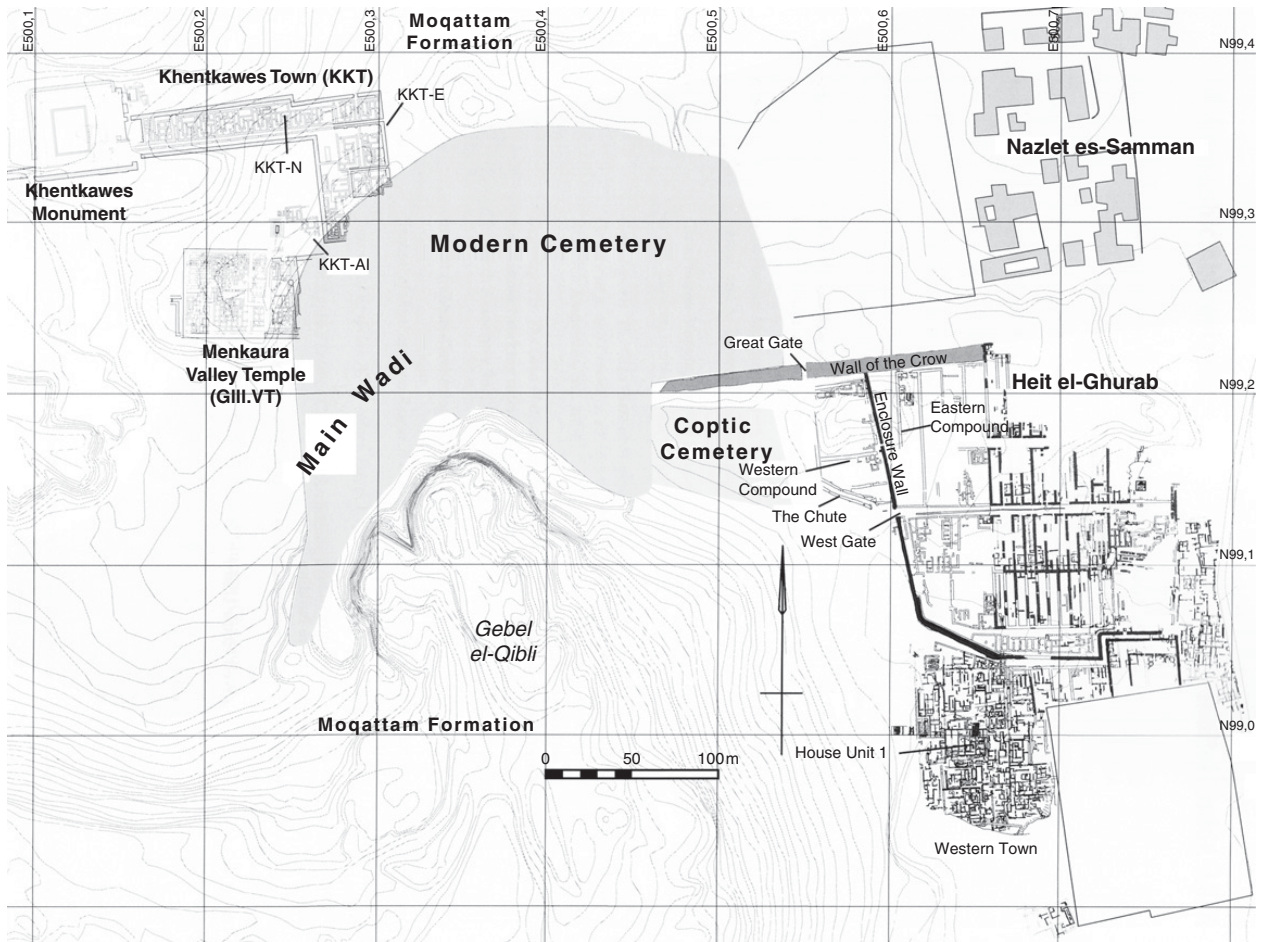 E500,1
E500,2
E500,3
E500,4
E500,5
E500,6
E500,7
Moqattam
Formation
N99,4
Khentkawes Town (KKT)
KKT-E
Nazlet es-Samman
KKT-N
Khentkawes
Monument
N99,3
Modern Cemetery
KKT-AI
Great Gate
Menkaura
Valley Temple
(GIII.VT)
Wall of the Crow
Heit el-Ghurab
N99,2
Main Wadi
Enclosure Wall
Eastern
Compound
Coptic
Cemetery
Western
Compound
The Chute
West Gate
N99,1
Gebel
el-Qibli
Moqattam Formation
N99,0
House Unit 1
0 50 100m
Western Town